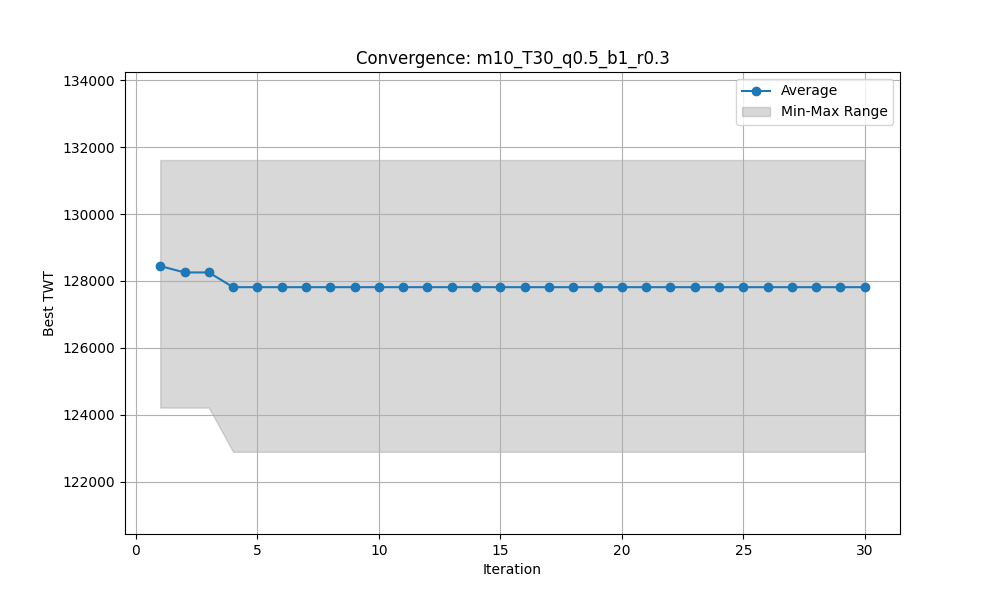 Convergence: m10_T30_q0.5_b1_r0.3
134000
132000
130000
128000
126000
124000
122000
Best TWT
Average
Min-Max Range
0
5
10
15
20
25
30
Iteration